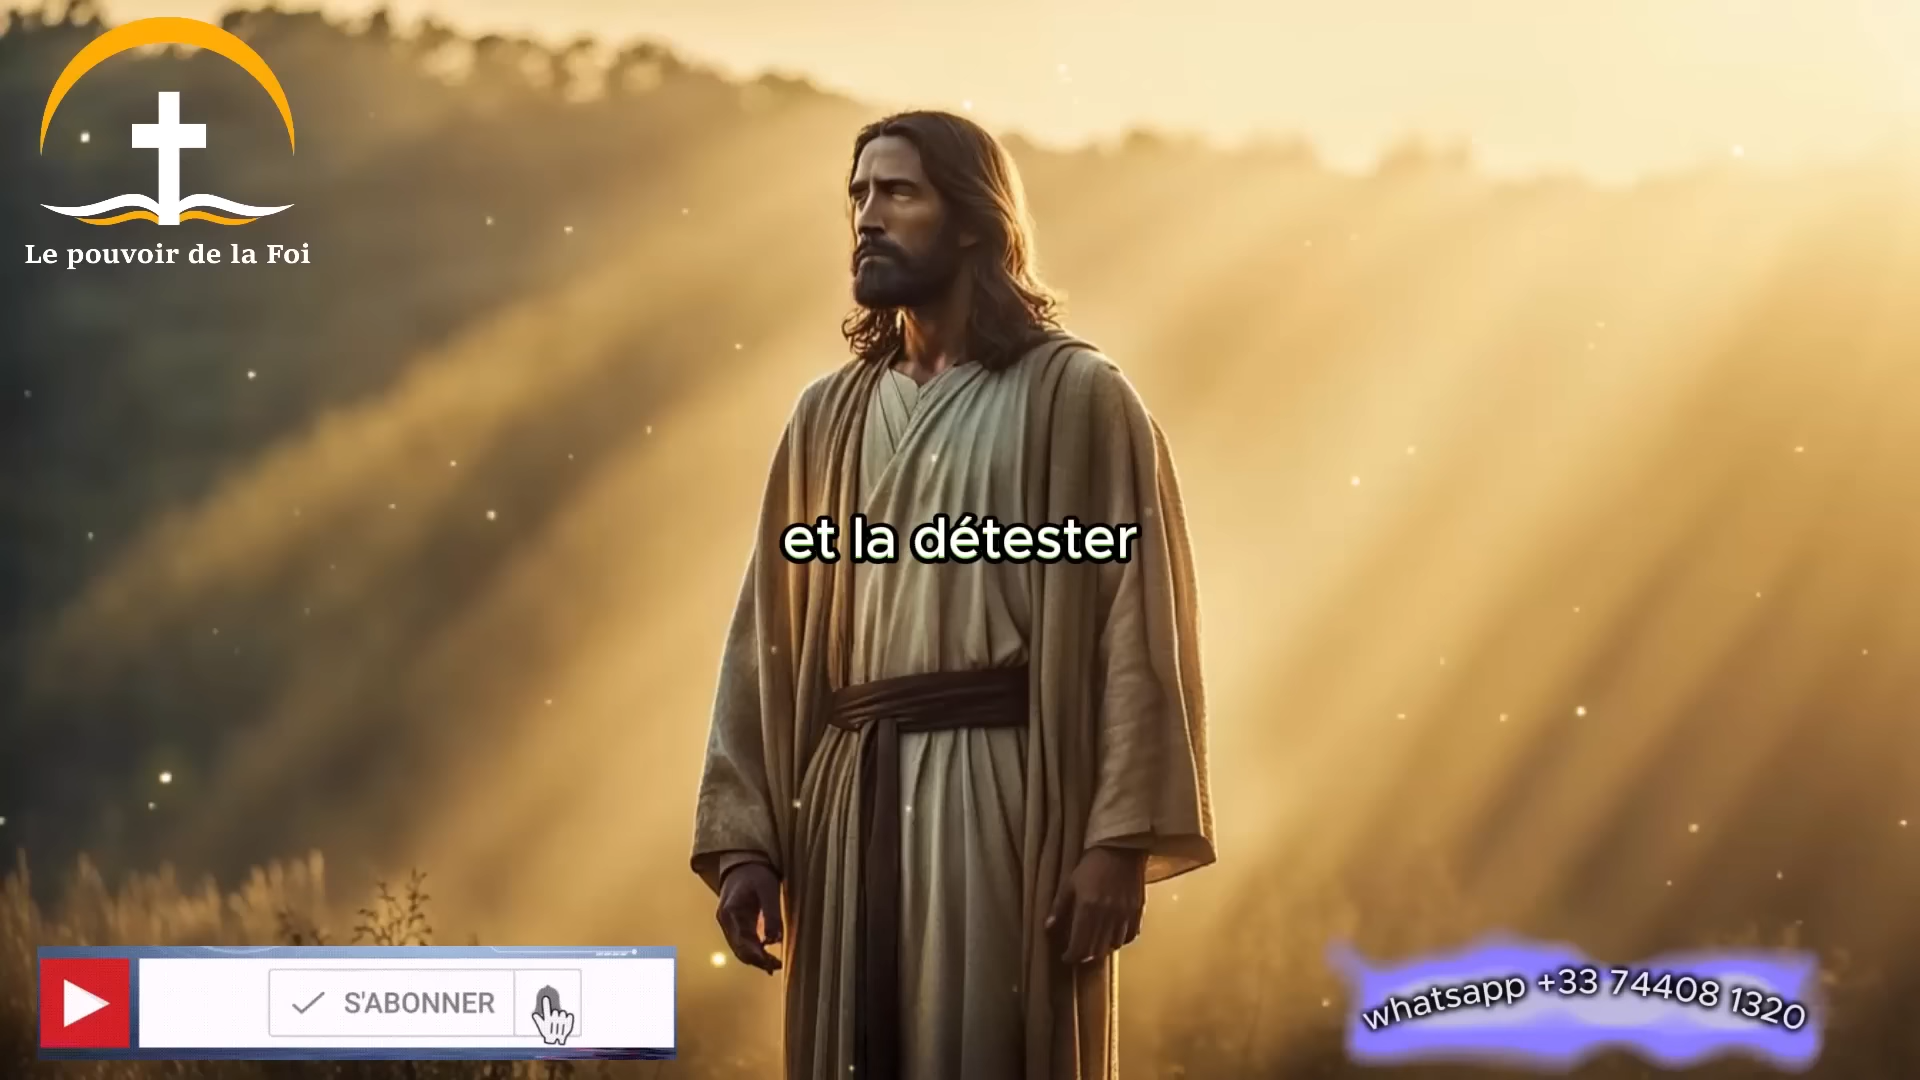 Le pouvoir de la Foi
et la détester
S'ABONNER
whatsapp +33 74408 1320